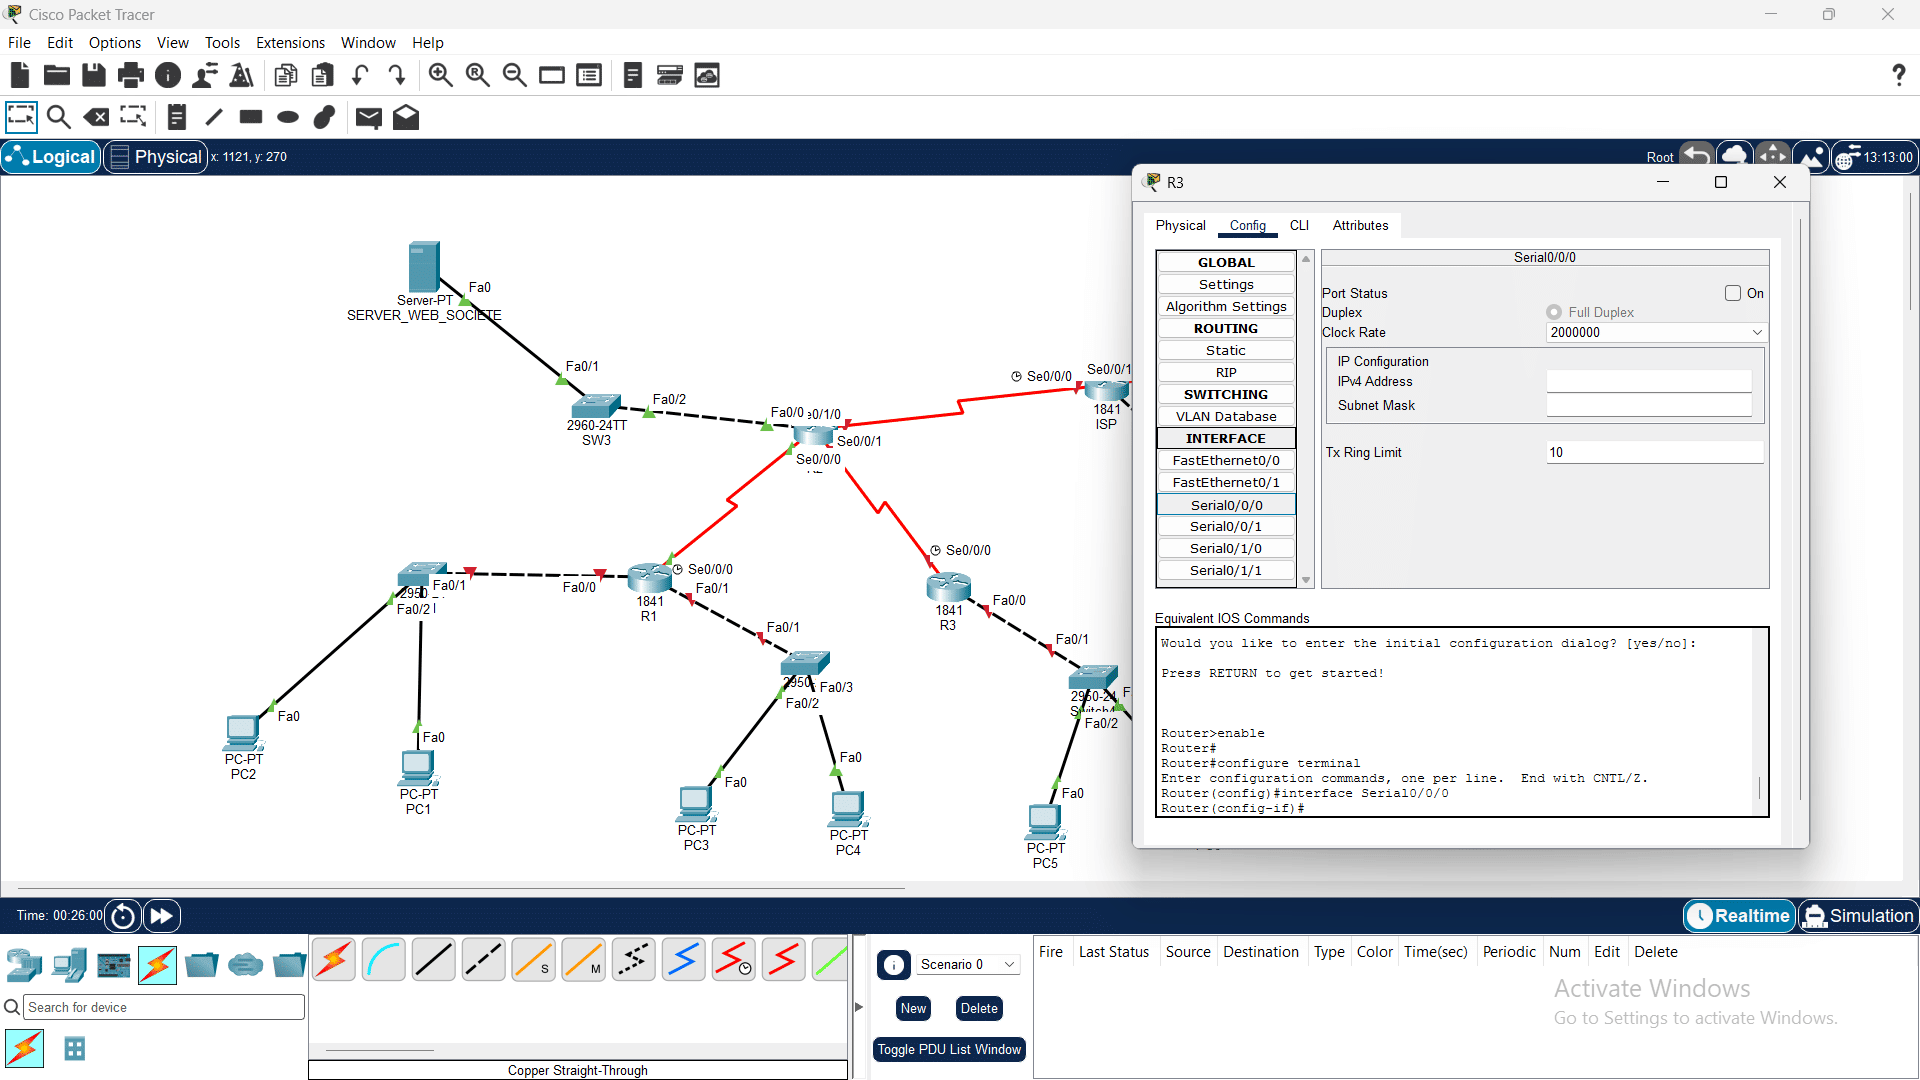 Cisco Packet Tracer
File Edit Options View Tools Extensions Window Help
Logical Physical x: 1121, y: 270 Root 13:13:00
R3
Physical Config CLI Attributes
GLOBAL
Settings
Algorithm Settings
ROUTING
Static
RIP
SWITCHING
VLAN Database
INTERFACE
FastEthernet0/0
FastEthernet0/1
Serial0/0/0
Serial0/0/1
Serial0/1/0
Serial0/1/1
Serial0/0/0
Port Status On
Duplex Full Duplex
Clock Rate 2000000
IP Configuration
IPv4 Address
Subnet Mask
Tx Ring Limit 10
Equivalent IOS Commands
Would you like to enter the initial configuration dialog? [yes/no]:
Press RETURN to get started!
Router>enable
Router#
Router#configure terminal
Enter configuration commands, one per line. End with CNTL/Z.
Router(config)#interface Serial0/0/0
Router(config-if)#
Fa0
Server-PT
SERVER_WEB_SOCIETE
Fa0/1
Fa0/2
2960-24TT
SW3
Fa0/0
Se0/0/1
Se0/0/0
Se0/0/0
Se0/0/1
1841
ISP
Fa0/1
Fa0/2
Fa0/0
Se0/0/0
Fa0/1
1841
R1
Se0/0/0
Fa0/0
1841
R3
Fa0/1
Fa0/3
Fa0/2
Fa0/1
2950-24
Switch4
Fa0/2
Fa0
PC-PT
PC2
Fa0
PC-PT
PC1
Fa0
PC-PT
PC3
Fa0
PC-PT
PC4
Fa0
PC-PT
PC5
Time: 00:26:00 Realtime Simulation
Search for device
S M
Copper Straight-Through
Scenario 0
New Delete
Toggle PDU List Window
Fire Last Status Source Destination Type Color Time(sec) Periodic Num Edit Delete
Activate Windows
Go to Settings to activate Windows.